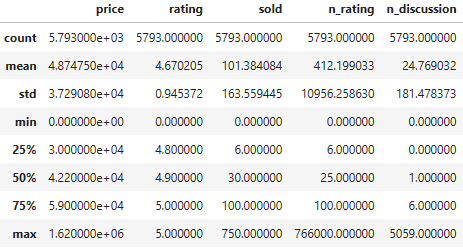 price rating sold n_rating n_discussion
count 5.793000e+03 5793.000000 5793.000000 5793.000000 5793.000000
mean 4.874750e+04 4.670205 101.384084 412.199033 24.769032
std 3.729080e+04 0.945372 163.559445 10956.258630 181.478373
min 0.000000e+00 0.000000 0.000000 0.000000 0.000000
25% 3.000000e+04 4.800000 6.000000 6.000000 0.000000
50% 4.220000e+04 4.900000 30.000000 25.000000 1.000000
75% 5.900000e+04 5.000000 100.000000 100.000000 6.000000
max 1.620000e+06 5.000000 750.000000 766000.000000 5059.000000